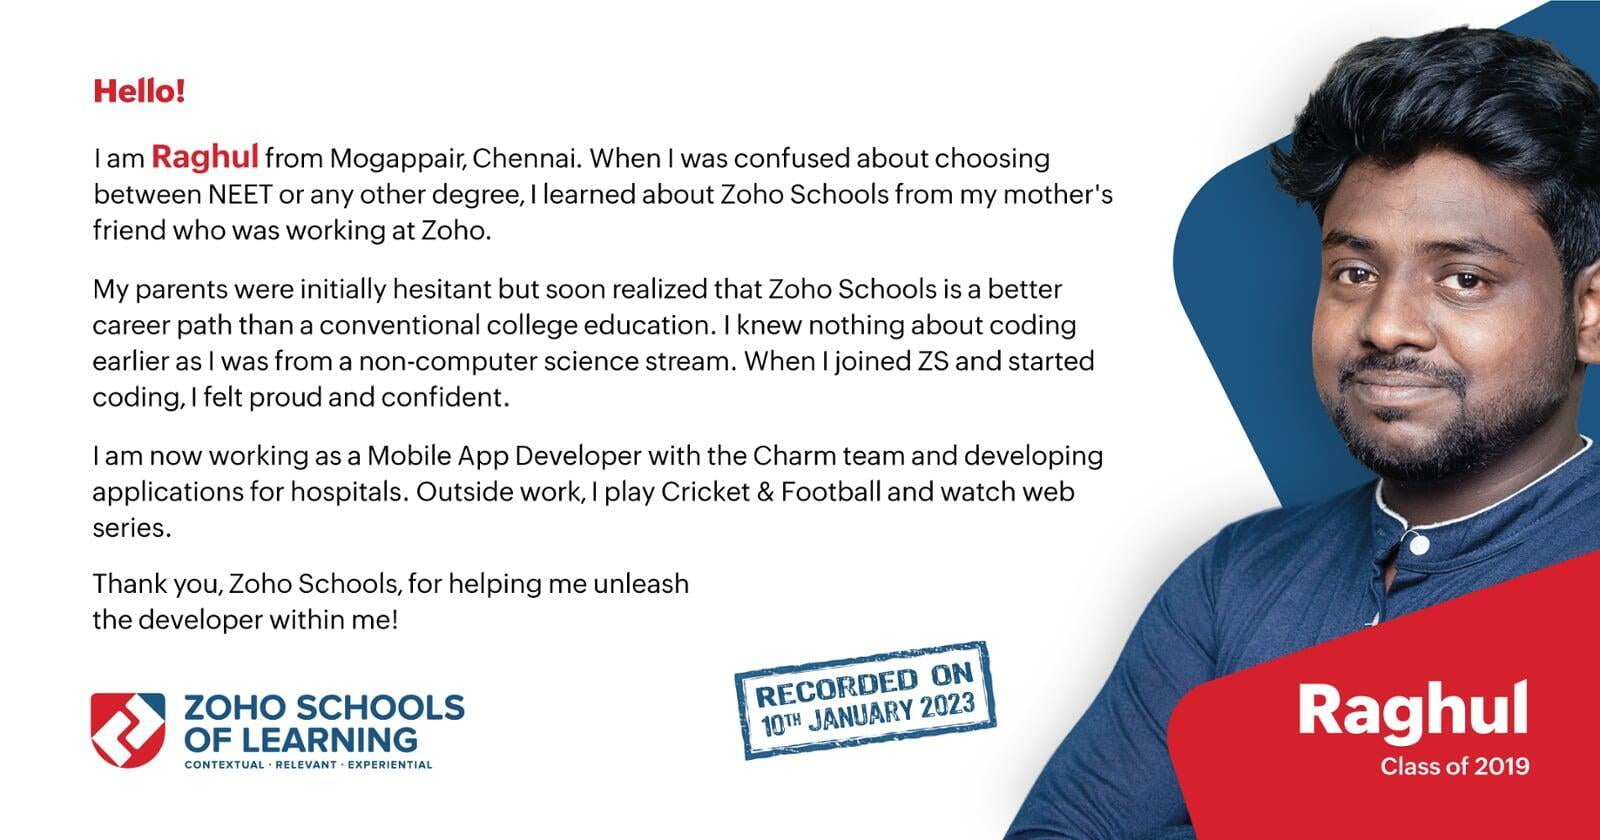 Hello!
I am Raghul from Mogappair, Chennai. When I was confused about choosing
between NEET or any other degree, I learned about Zoho Schools from my mother's
friend who was working at Zoho.
My parents were initially hesitant but soon realized that Zoho Schools is a better
career path than a conventional college education. I knew nothing about coding
earlier as I was from a non-computer science stream. When I joined ZS and started
coding, I felt proud and confident.
I am now working as a Mobile App Developer with the Charm team and developing
applications for hospitals. Outside work, I play Cricket & Football and watch web
series.
Thank you, Zoho Schools, for helping me unleash
the developer within me!
RECORDED ON
10TH JANUARY 2023
ZOHO SCHOOLS
OF LEARNING
CONTEXTUAL · RELEVANT · EXPERIENTIAL
Raghul
Class of 2019